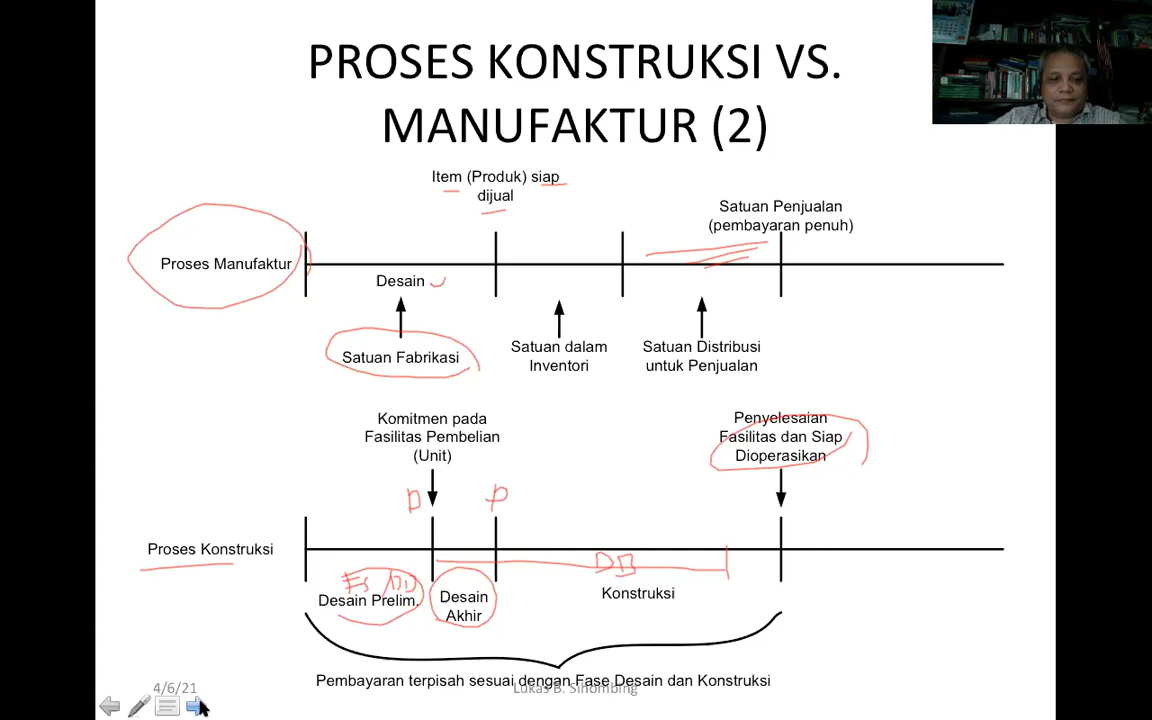 PROSES KONSTRUKSI VS.
MANUFAKTUR (2)
Item (Produk) siap
dijual
Satuan Penjualan
(pembayaran penuh)
Proses Manufaktur
Desain
Satuan Fabrikasi
Satuan dalam
Inventori
Satuan Distribusi
untuk Penjualan
Komitmen pada
Fasilitas Pembelian
(Unit)
Penyelesaian
Fasilitas dan Siap
Dioperasikan
D
P
Proses Konstruksi
DB
Desain Prelim.
Desain
Akhir
Konstruksi
Pembayaran terpisah sesuai dengan Fase Desain dan Konstruksi
4/6/21
Lukas B. Sihombing